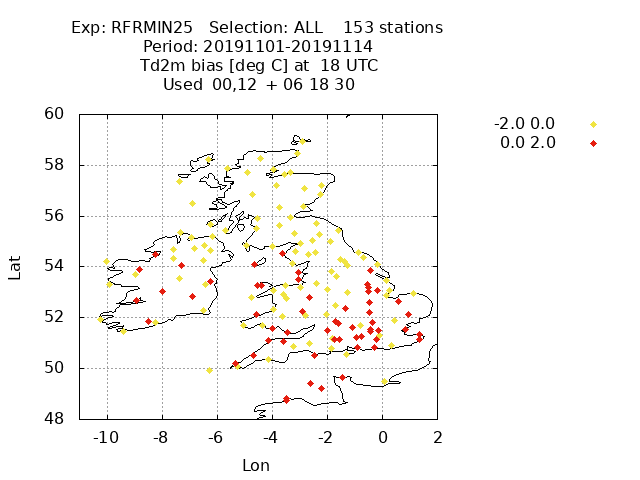 Exp: RFRMIN25 Selection: ALL 153 stations
Period: 20191101-20191114
Td2m bias [deg C] at 18 UTC
Used 00,12 + 06 18 30
-2.0 0.0
0.0 2.0
60
58
56
54
52
50
48
Lat
-10 -8 -6 -4 -2 0 2
Lon